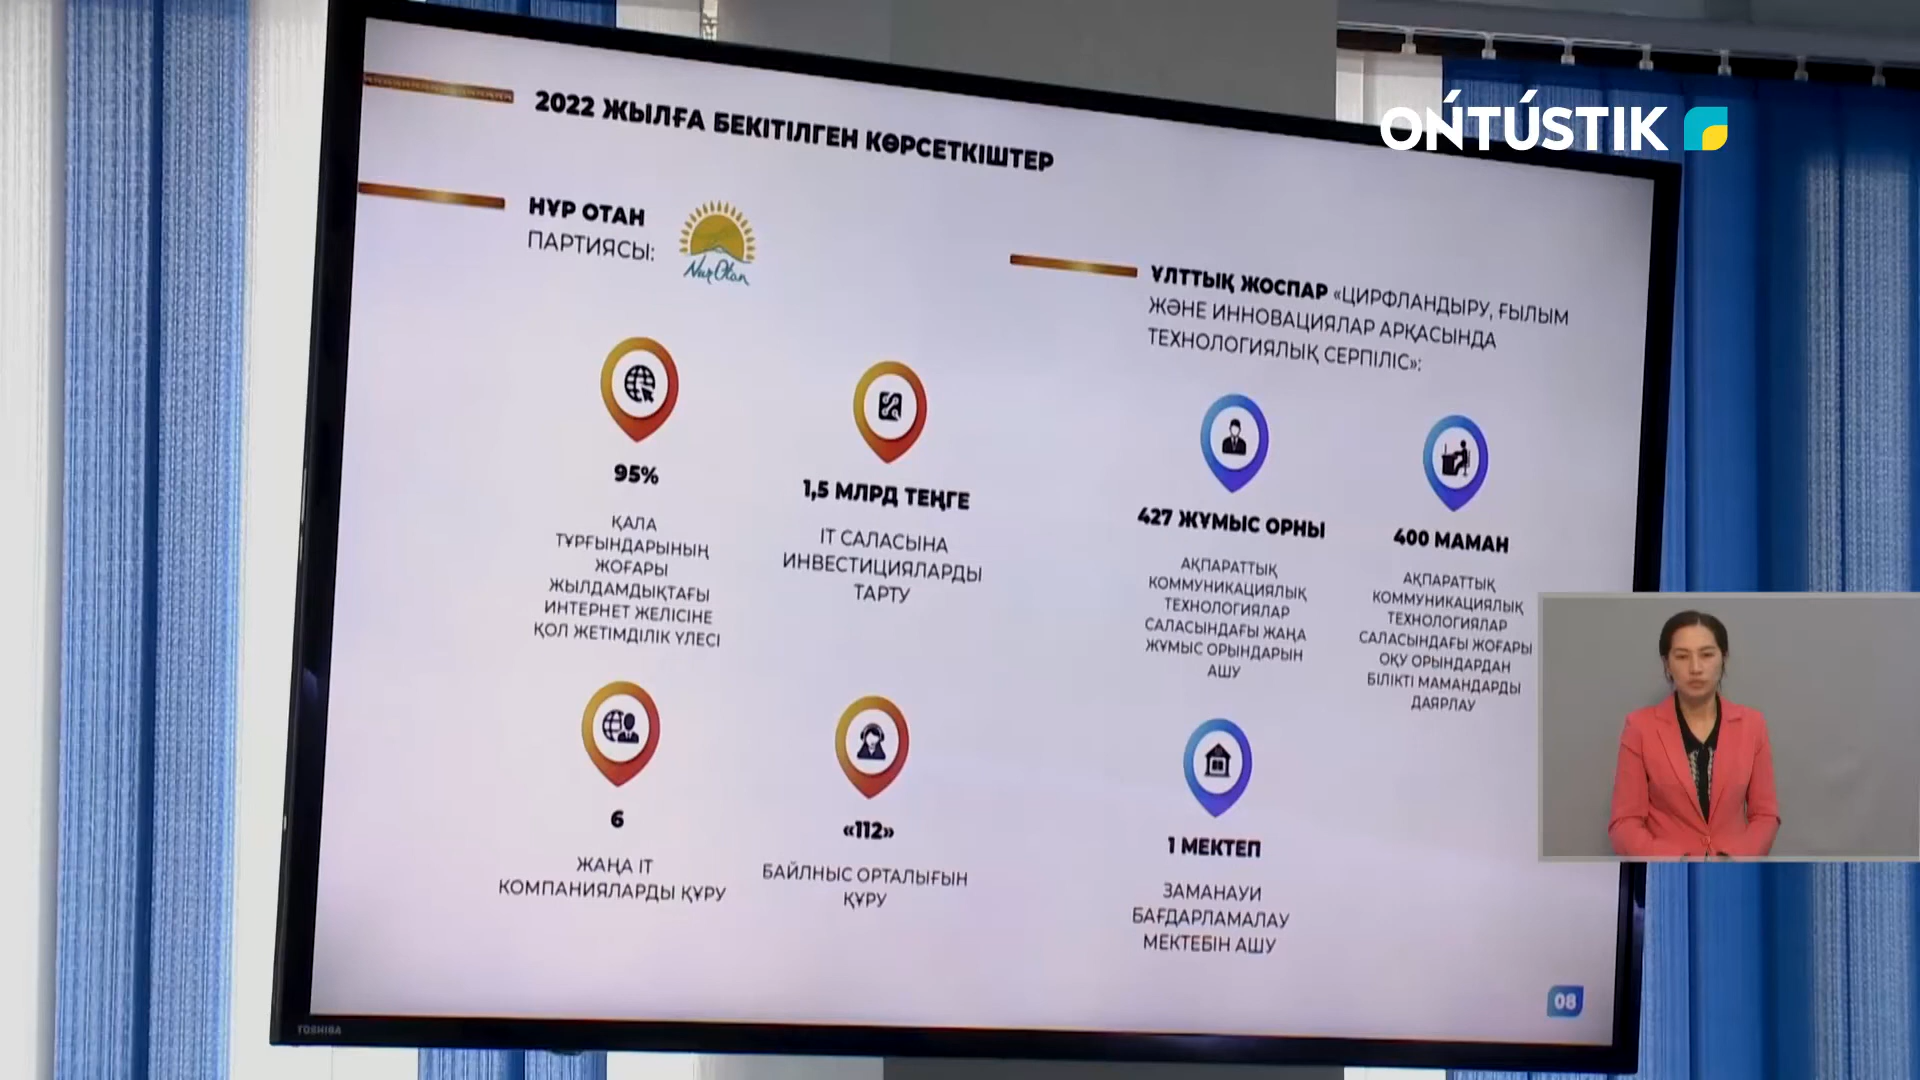 ОŃTÚSTIK
2022 ЖЫЛҒА БЕКІТІЛГЕН КӨРСЕТКІШТЕР
НҰР ОТАН
ПАРТИЯСЫ:
Nur Otan
95%
ҚАЛА
ТҰРҒЫНДАРЫНЫҢ
ЖОҒАРЫ
ЖЫЛДАМДЫҚТАҒЫ
ИНТЕРНЕТ ЖЕЛІСІНЕ
ҚОЛ ЖЕТІМДІЛІК ҮЛЕСІ
1,5 МЛРД ТЕҢГЕ
IT САЛАСЫНА
ИНВЕСТИЦИЯЛАРДЫ
ТАРТУ
6
ЖАҢА IT
КОМПАНИЯЛАРДЫ ҚҰРУ
«112»
БАЙЛНЫС ОРТАЛЫҒЫН
ҚҰРУ
ҰЛТТЫҚ ЖОСПАР «ЦИРФЛАНДЫРУ, ҒЫЛЫМ
ЖӘНЕ ИННОВАЦИЯЛАР АРҚАСЫНДА
ТЕХНОЛОГИЯЛЫҚ СЕРПІЛІС»:
427 ЖҰМЫС ОРНЫ
АҚПАРАТТЫҚ
КОММУНИКАЦИЯЛЫҚ
ТЕХНОЛОГИЯЛАР
САЛАСЫНДАҒЫ ЖАҢА
ЖҰМЫС ОРЫНДАРЫН
АШУ
400 МАМАН
АҚПАРАТТЫҚ
КОММУНИКАЦИЯЛЫҚ
ТЕХНОЛОГИЯЛАР
САЛАСЫНДАҒЫ ЖОҒАРЫ
ОҚУ ОРЫНДАРДАН
БІЛІКТІ МАМАНДАРДЫ
ДАЯРЛАУ
1 МЕКТЕП
ЗАМАНАУИ
БАҒДАРЛАМАЛАУ
МЕКТЕБІН АШУ
08
TOSHIBA